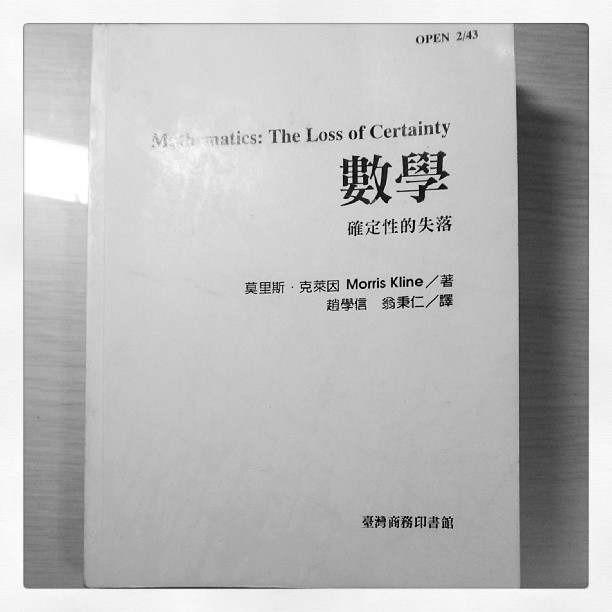 OPEN 2/43
Mathematics: The Loss of Certainty
數學
確定性的失落
莫里斯·克萊因 Morris Kline／著
趙學信 翁秉仁／譯
臺灣商務印書館